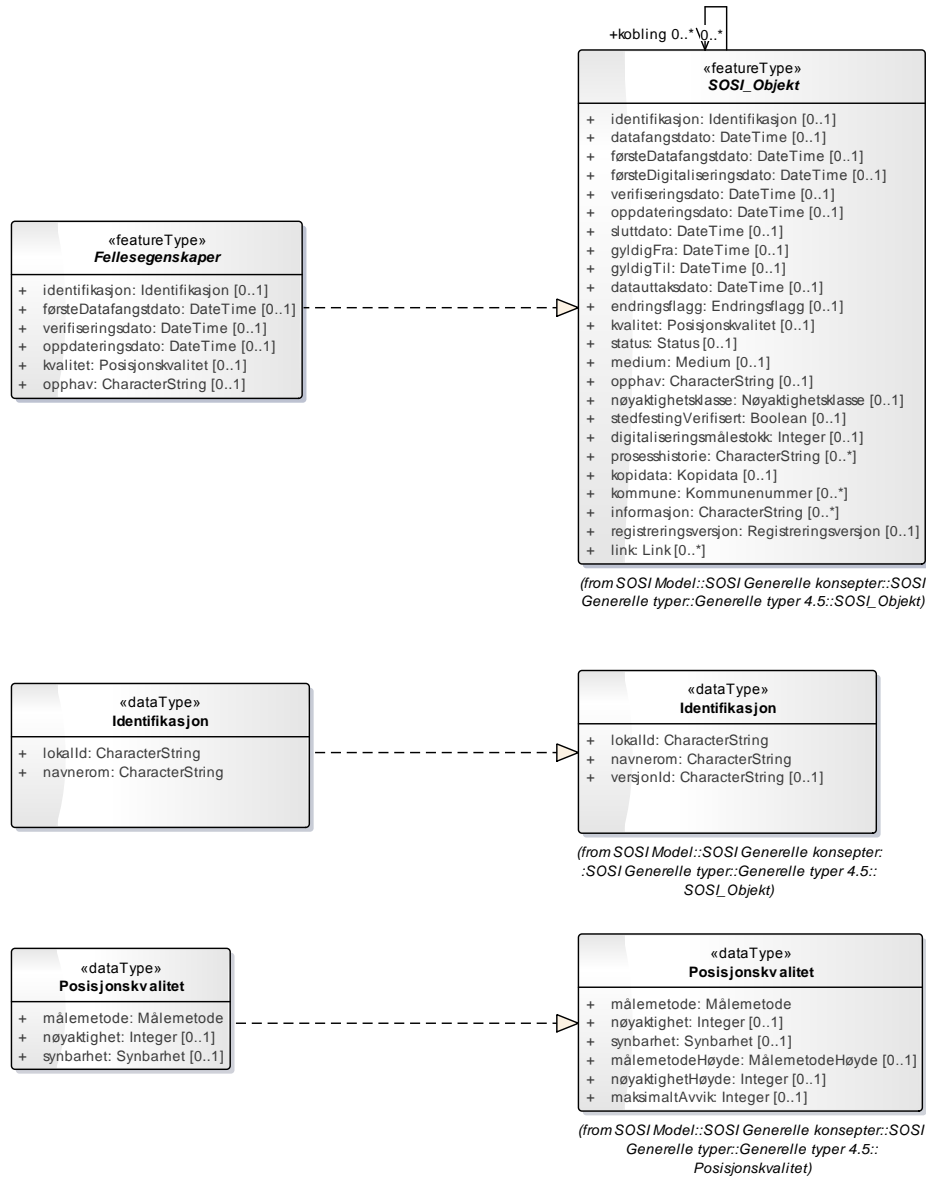 +kobling 0..* 0..*
«featureType»
SOSI_Objekt
+ identifikasjon: Identifikasjon [0..1]
+ datafangstdato: DateTime [0..1]
+ førsteDatafangstdato: DateTime [0..1]
+ førsteDigitaliseringsdato: DateTime [0..1]
+ verifiseringsdato: DateTime [0..1]
+ oppdateringsdato: DateTime [0..1]
+ sluttdato: DateTime [0..1]
+ gyldigFra: DateTime [0..1]
+ gyldigTil: DateTime [0..1]
+ datauttaksdato: DateTime [0..1]
+ endringsflagg: Endringsflagg [0..1]
+ kvalitet: Posisjonskvalitet [0..1]
+ status: Status [0..1]
+ medium: Medium [0..1]
+ opphav: CharacterString [0..1]
+ nøyaktighetsklasse: Nøyaktighetsklasse [0..1]
+ stedfestingVerifisert: Boolean [0..1]
+ digitaliseringsmålestokk: Integer [0..1]
+ prosesshistorie: CharacterString [0..*]
+ kopidata: Kopidata [0..1]
+ kommune: Kommunenummer [0..*]
+ informasjon: CharacterString [0..*]
+ registreringsversjon: Registreringsversjon [0..1]
+ link: Link [0..*]
(from SOSI Model::SOSI Generelle konsepter::SOSI
Generelle typer::Generelle typer 4.5::SOSI_Objekt)
«featureType»
Fellesegenskaper
+ identifikasjon: Identifikasjon [0..1]
+ førsteDatafangstdato: DateTime [0..1]
+ verifiseringsdato: DateTime [0..1]
+ oppdateringsdato: DateTime [0..1]
+ kvalitet: Posisjonskvalitet [0..1]
+ opphav: CharacterString [0..1]
«dataType»
Identifikasjon
+ lokalId: CharacterString
+ navnerom: CharacterString
«dataType»
Identifikasjon
+ lokalId: CharacterString
+ navnerom: CharacterString
+ versjonId: CharacterString [0..1]
(from SOSI Model::SOSI Generelle konsepter:
:SOSI Generelle typer::Generelle typer 4.5::
SOSI_Objekt)
«dataType»
Posisjonskvalitet
+ målemetode: Målemetode
+ nøyaktighet: Integer [0..1]
+ synbarhet: Synbarhet [0..1]
«dataType»
Posisjonskvalitet
+ målemetode: Målemetode
+ nøyaktighet: Integer [0..1]
+ synbarhet: Synbarhet [0..1]
+ målemetodeHøyde: MålemetodeHøyde [0..1]
+ nøyaktighetHøyde: Integer [0..1]
+ maksimaltAvvik: Integer [0..1]
(from SOSI Model::SOSI Generelle konsepter::SOSI
Generelle typer::Generelle typer 4.5::
Posisjonskvalitet)